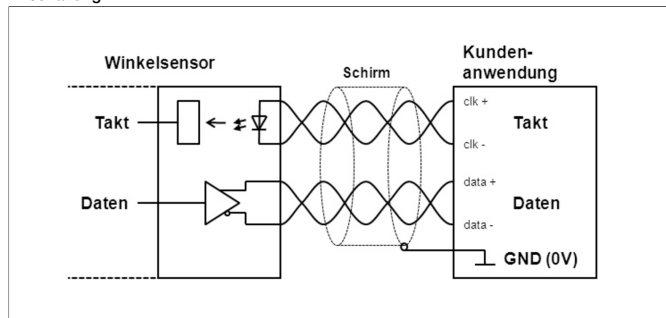 Winkelsensor
Schirm
Kunden-
anwendung
Takt
clk +
Takt
clk -
Daten
data +
Daten
data -
GND (0V)